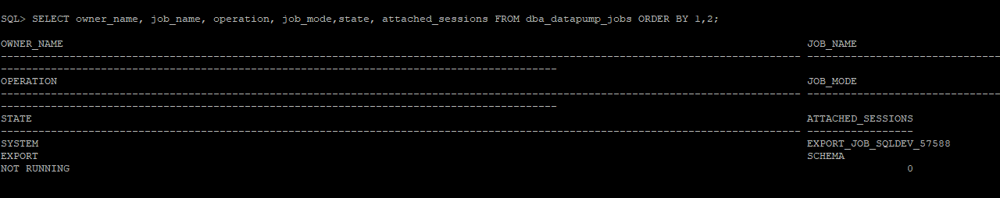 SQL> SELECT owner_name, job_name, operation, job_mode,state, attached_sessions FROM dba_datapump_jobs ORDER BY 1,2;
OWNER_NAME JOB_NAME
-------------------------------------------------------------------------------------------------------------------------------- -------------------------------
-----------------------------------------------------------------------------------------
OPERATION JOB_MODE
-------------------------------------------------------------------------------------------------------------------------------- -------------------------------
-----------------------------------------------------------------------------------------
STATE ATTACHED_SESSIONS
-------------------------------------------------------------------------------------------------------------------------------- -----------------
SYSTEM EXPORT_JOB_SQLDEV_57588
EXPORT SCHEMA
NOT RUNNING 0